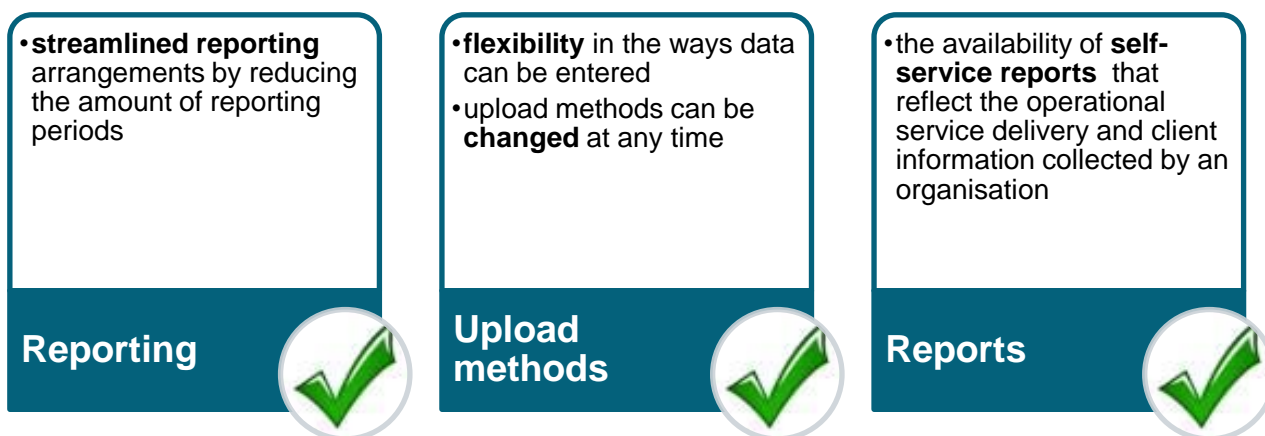 •streamlined reporting
arrangements by reducing
the amount of reporting
periods
Reporting
•flexibility in the ways data
can be entered
•upload methods can be
changed at any time
Upload
methods
•the availability of self-
service reports that
reflect the operational
service delivery and client
information collected by an
organisation
Reports